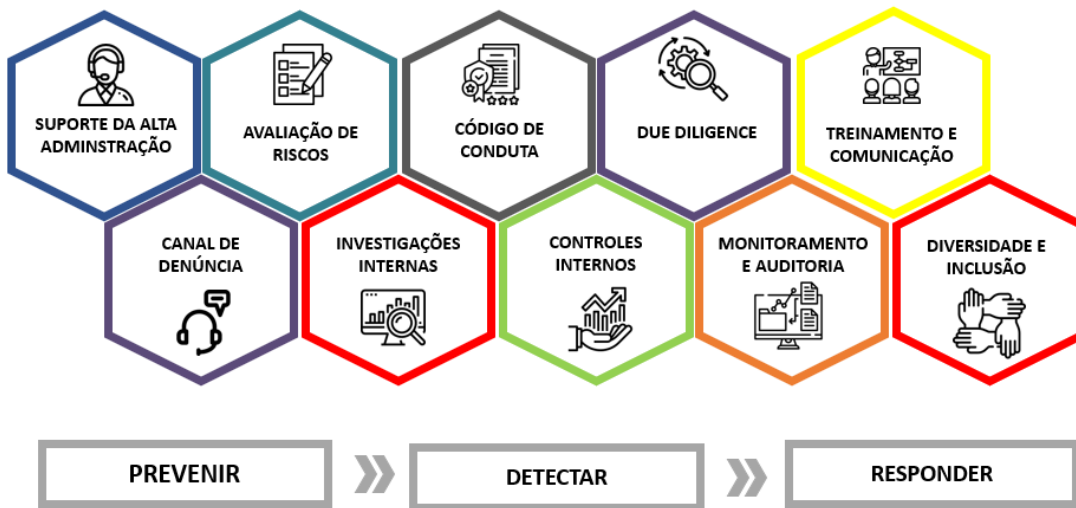 SUPORTE DA ALTA
ADMINSTRAÇÃO
AVALIAÇÃO DE
RISCOS
CÓDIGO DE
CONDUTA
DUE DILIGENCE
TREINAMENTO E
COMUNICAÇÃO
CANAL DE
DENÚNCIA
INVESTIGAÇÕES
INTERNAS
CONTROLES
INTERNOS
MONITORAMENTO
E AUDITORIA
DIVERSIDADE E
INCLUSÃO
PREVENIR
DETECTAR
RESPONDER